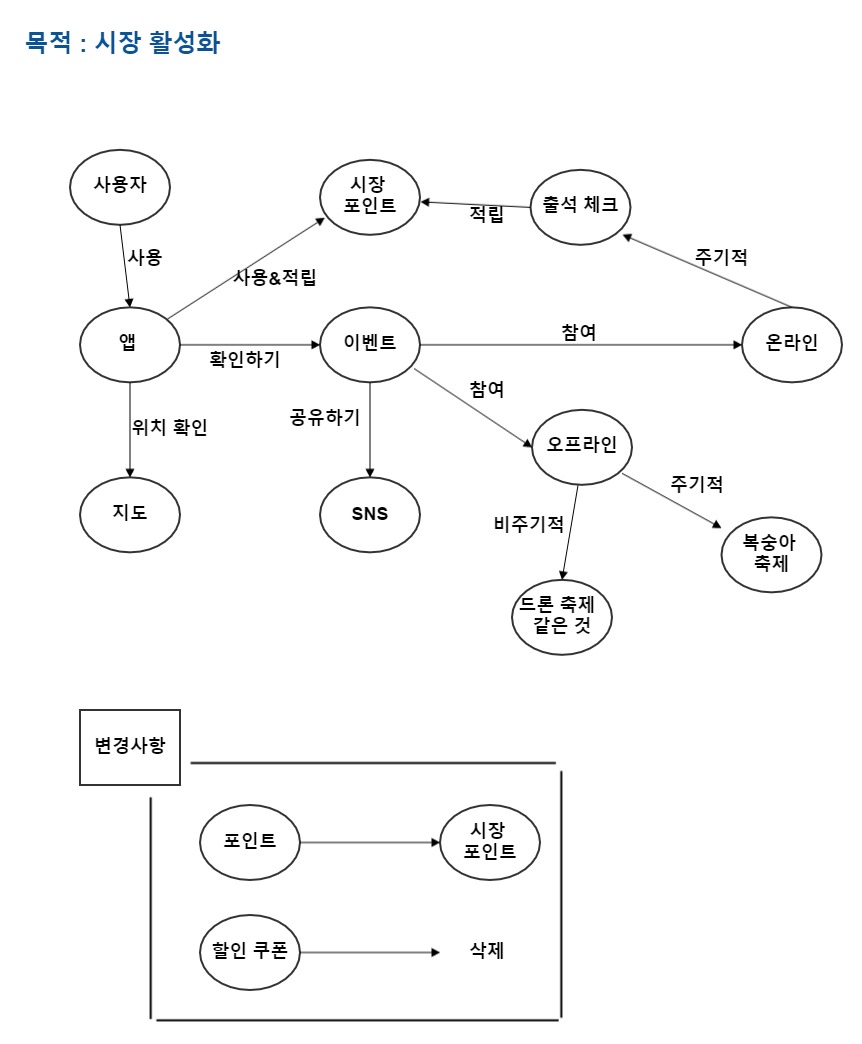 목적 : 시장 활성화
사용자
시장
포인트
출석 체크
적립
사용
사용&적립
주기적
앱
확인하기
이벤트
참여
온라인
참여
위치 확인
공유하기
오프라인
지도
SNS
주기적
비주기적
복숭아
축제
드론 축제
같은 것
변경사항
포인트
시장
포인트
할인 쿠폰
삭제